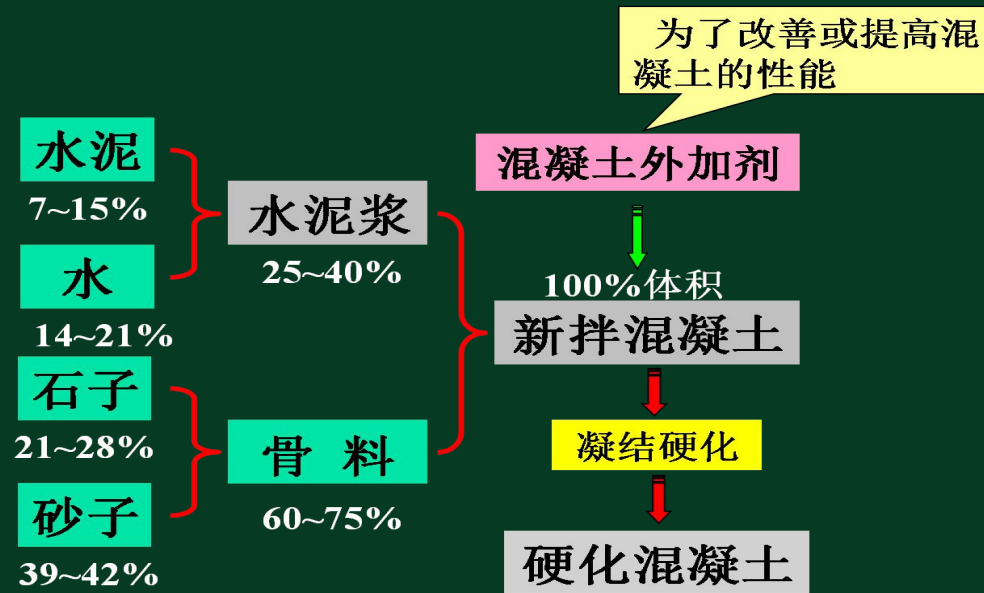 为了改善或提高混
凝土的性能
水泥
7~15%
水
14~21%
石子
21~28%
砂子
39~42%
水泥浆
25~40%
骨 料
60~75%
混凝土外加剂
100%体积
新拌混凝土
凝结硬化
硬化混凝土